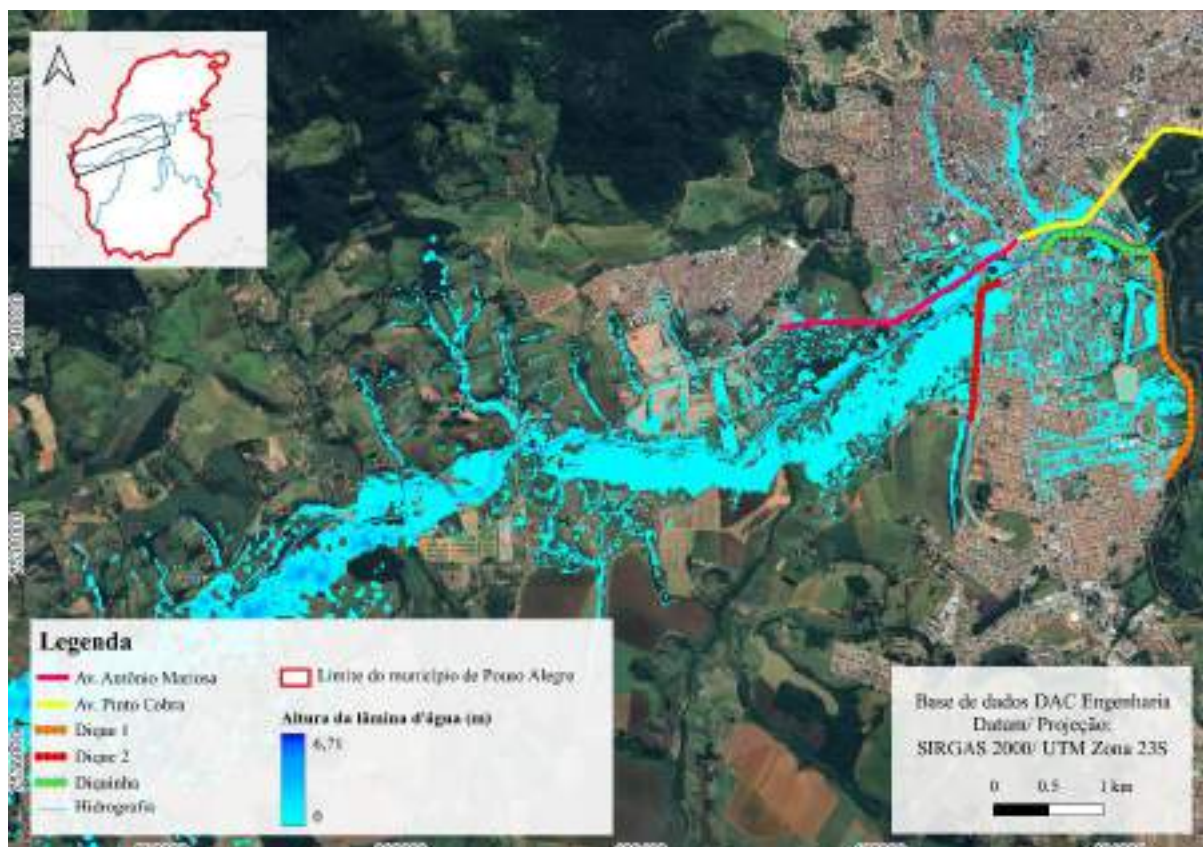 Legenda
Av. Antônio Mariosa
Av. Pinto Cobra
Dique 1
Dique 2
Diquinho
Hidrografia
Limite do município de Pouso Alegre
Altura da lâmina d'água (m)
6,71
0
Base de dados DAC Engenharia
Datum/ Projeção:
SIRGAS 2000/ UTM Zona 23S
0 0.5 1 km